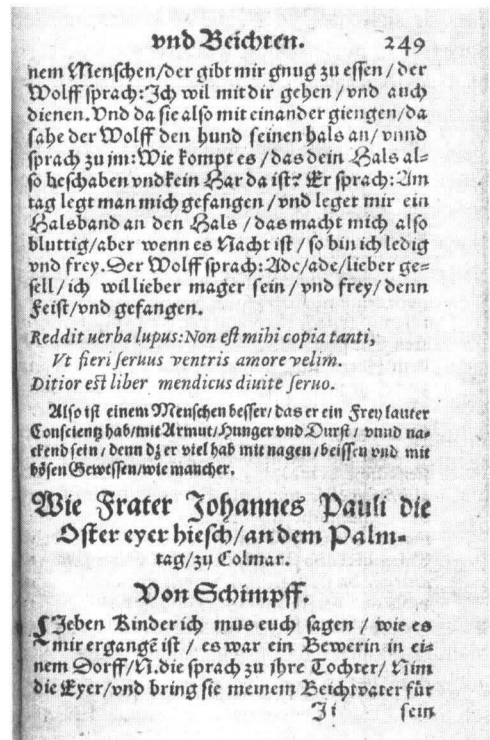 vnd Beichten. 249
nem Menschen/der gibt mir gnug zu essen/der
Wolff sprach: Ich wil mit dir gehen/vnd auch
dienen. Vnd da sie also mit einander giengen/da
sahe der Wolff den hund seinen hals an/vnnd
sprach zu jm: Wie kompt es/das dein Hals al-
so beschaben vnd kein Har da ist? Er sprach: Am
tag legt man mich gefangen/vnd leget mir ein
Halsband an den Hals/das macht mich also
bluttig/aber wenn es Nacht ist/so bin ich ledig
vnd frey. Der Wolff sprach: Ade/ade/lieber ge-
sell/ich wil lieber mager sein/vnd frey/denn
Feist/vnd gefangen.
Reddit uerba lupus: Non est mihi copia tanti,
Vt fieri seruus ventris amore velim.
Ditior est liber mendicus diuite seruo.
Also ist einem Menschen besser/das er ein Frey lauter
Conscientz hab/mit Armut/Hunger vnd Durst/vnnd na-
ckend sein/denn dz er viel hab mit nagen/beissen vnd mit
bösen Gewissen/wie mancher.
Wie Frater Johannes Pauli die
Oster eyer hiesch/an dem Palm-
tag/zu Colmar.
Von Schimpff.
LIeben Kinder ich mus euch sagen/wie es
mir ergangē ist/es war ein Bewerin in ei-
nem Dorff/N. die sprach zu ihre Tochter/Nim
die Eyer/vnd bring sie meinem Beichtvater für
Ii sein